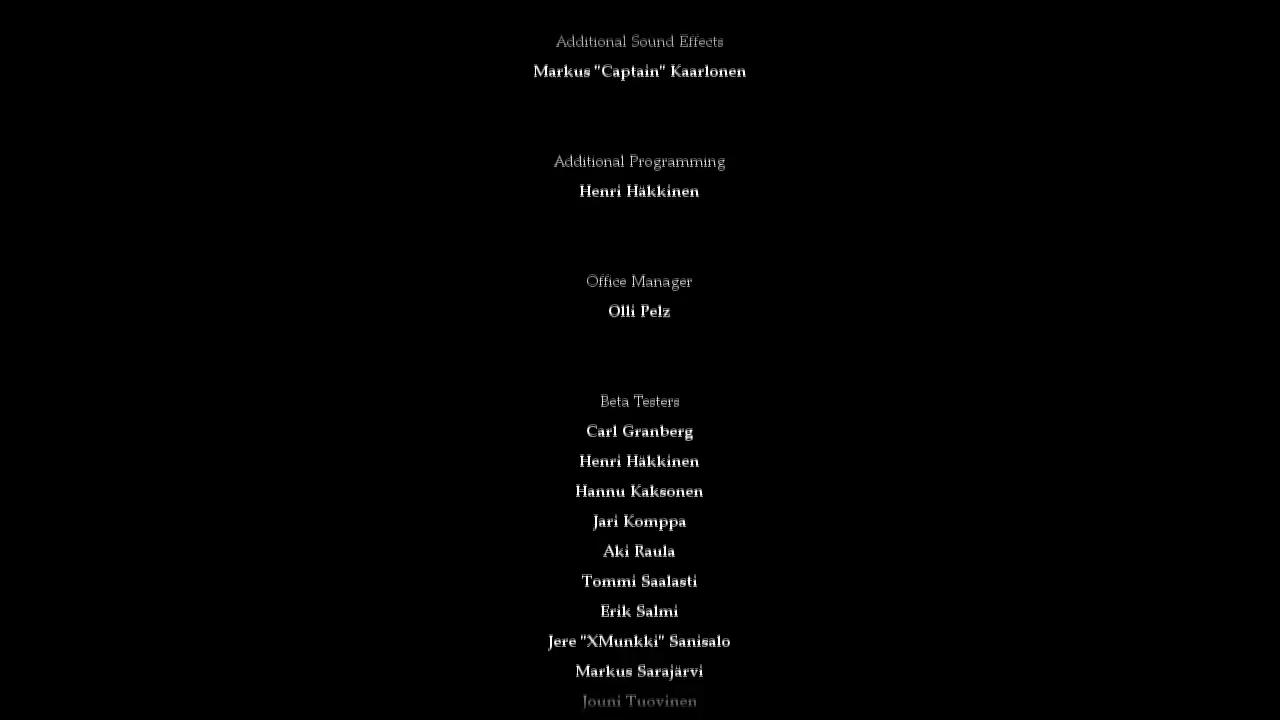 Additional Sound Effects
Markus "Captain" Kaarlonen
Additional Programming
Henri Häkkinen
Office Manager
Olli Pelz
Beta Testers
Carl Granberg
Henri Häkkinen
Hannu Kaksonen
Jari Komppa
Aki Raula
Tommi Saalasti
Erik Salmi
Jere "XMunkki" Sanisalo
Markus Sarajärvi
Jouni Tuovinen